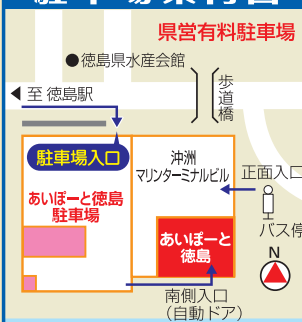 県営有料駐車場
●徳島県水産会館
◀至 徳島駅
歩道橋
駐車場入口
沖洲
マリンターミナルビル
正面入口
あいぽーと徳島
駐車場
バス停
あいぽーと
徳島
N
南側入口
(自動ドア)